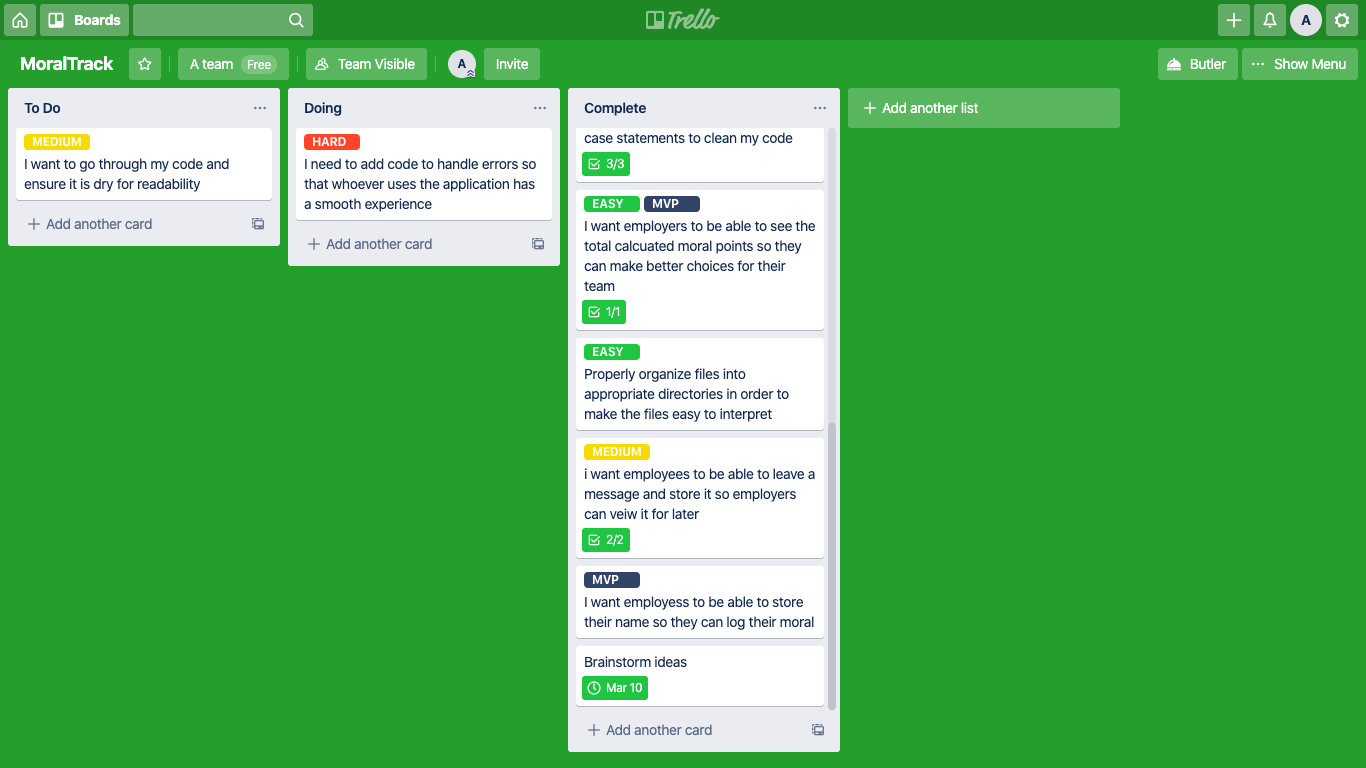 Boards
Trello
A
MoralTrack
A team Free
Team Visible
A
Invite
Butler
Show Menu
To Do
MEDIUM
I want to go through my code and
ensure it is dry for readability
Add another card
Doing
HARD
I need to add code to handle errors so
that whoever uses the application has
a smooth experience
Add another card
Complete
case statements to clean my code
3/3
EASY MVP
I want employers to be able to see the
total calcuated moral points so they
can make better choices for their
team
1/1
EASY
Properly organize files into
appropriate directories in order to
make the files easy to interpret
MEDIUM
i want employees to be able to leave a
message and store it so employers
can veiw it for later
2/2
MVP
I want employess to be able to store
their name so they can log their moral
Brainstorm ideas
Mar 10
Add another card
Add another list